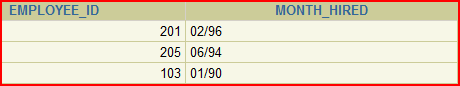 EMPLOYEE_ID MONTH_HIRED
201 02/96
205 06/94
103 01/90